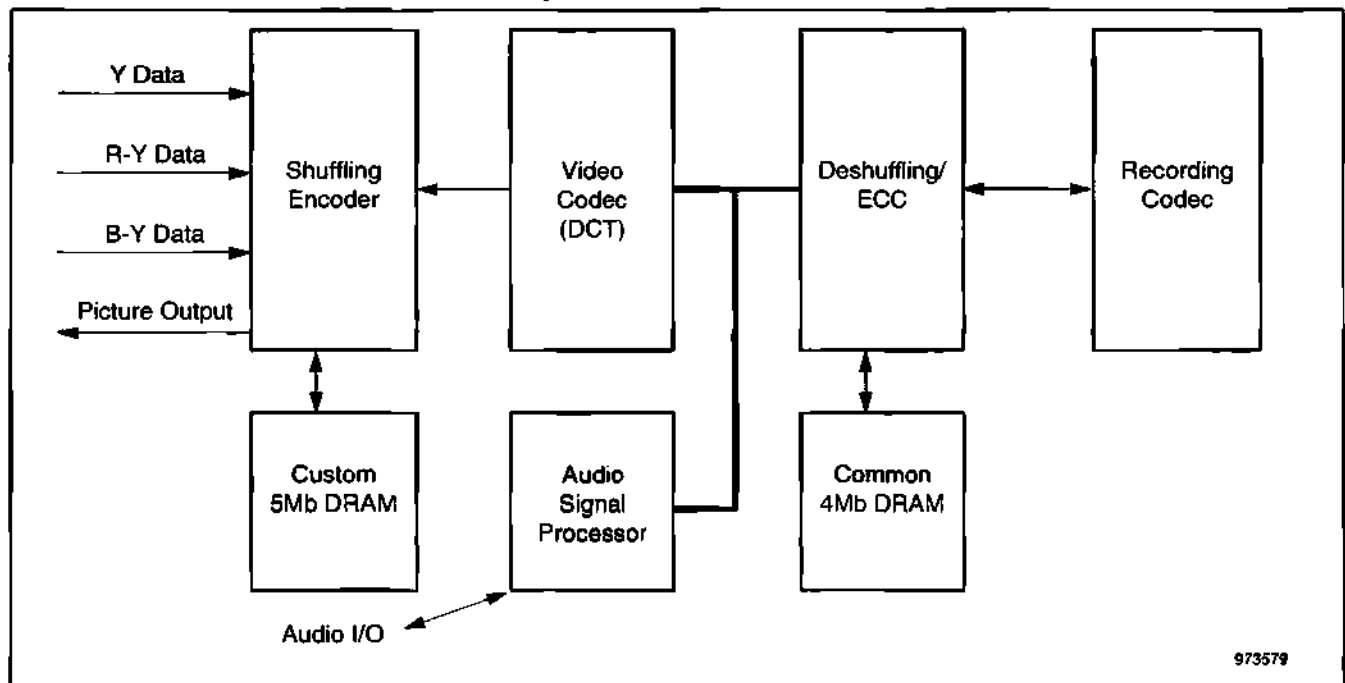 Y Data
R-Y Data
B-Y Data
Picture Output
Shuffling
Encoder
Video
Codec
(DCT)
Deshuffling/
ECC
Recording
Codec
Custom
5Mb DRAM
Audio
Signal
Processor
Common
4Mb DRAM
Audio I/O
973579